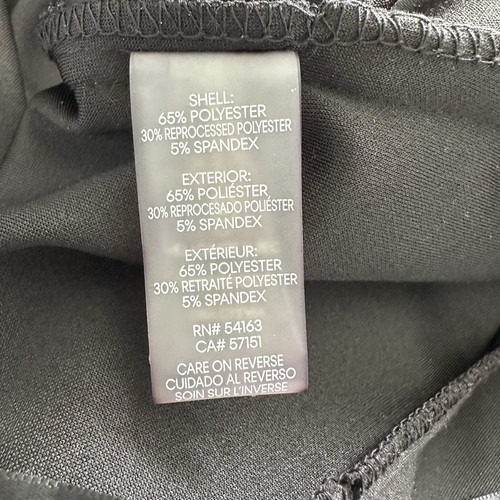 SHELL:
65% POLYESTER
30% REPROCESSED POLYESTER
5% SPANDEX
EXTERIOR:
65% POLIÉSTER
30% REPROCESADO POLYESTER
5% SPANDEX
EXTÉRIEUR:
65% POLYESTER
30% RETRAITÉ POLYESTER
5% SPANDEX
RN# 54163
CA# 57151
CARE ON REVERSE
CUIDADO AL REVERSO
SOIN SUR L'INVERSE